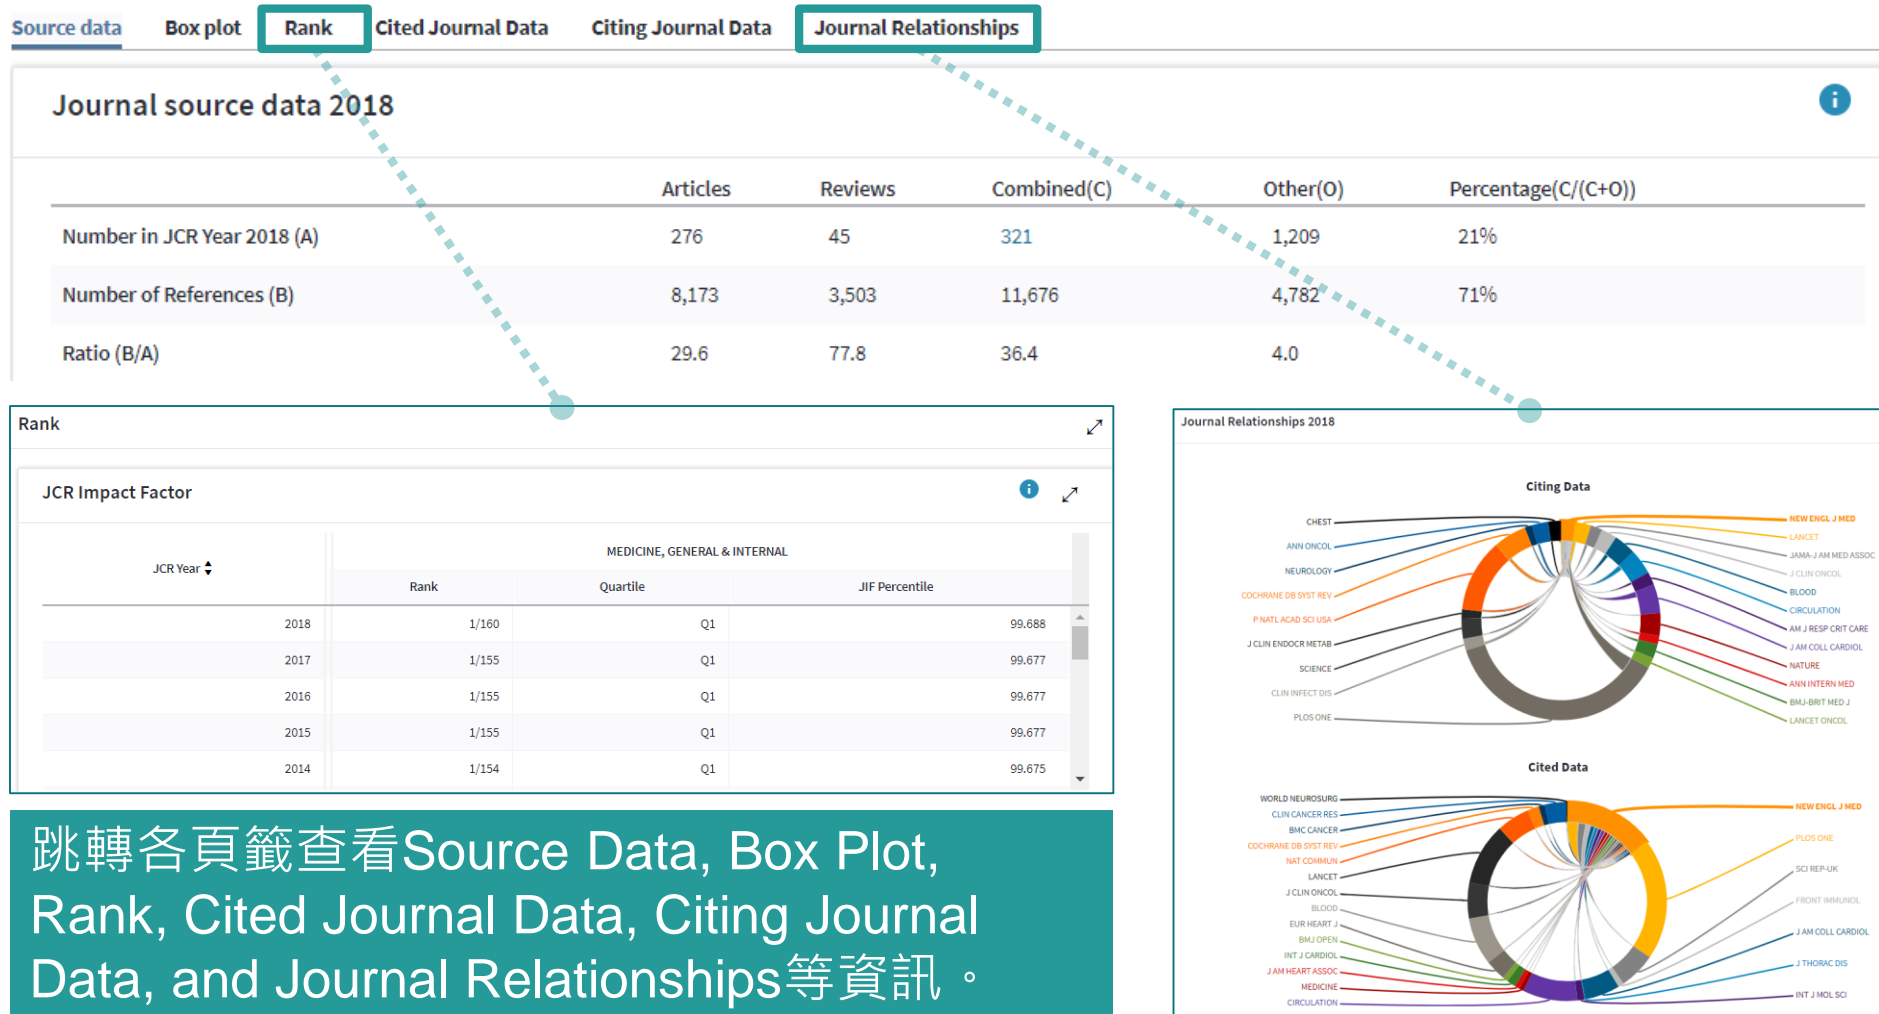 Source data Box plot Rank Cited Journal Data Citing Journal Data Journal Relationships
Journal source data 2018
i
Articles Reviews Combined(C) Other(O) Percentage(C/(C+O))
Number in JCR Year 2018 (A) 276 45 321 1,209 21%
Number of References (B) 8,173 3,503 11,676 4,782 71%
Ratio (B/A) 29.6 77.8 36.4 4.0
Rank
JCR Impact Factor
i
MEDICINE, GENERAL & INTERNAL
JCR Year
Rank Quartile JIF Percentile
2018 1/160 Q1 99.688
2017 1/155 Q1 99.677
2016 1/155 Q1 99.677
2015 1/155 Q1 99.677
2014 1/154 Q1 99.675
跳轉各頁籤查看Source Data, Box Plot,
Rank, Cited Journal Data, Citing Journal
Data, and Journal Relationships等資訊。
Journal Relationships 2018
Citing Data
CHEST
ANN ONCOL
NEUROLOGY
COCHRANE DB SYST REV
P NATL ACAD SCI USA
J CLIN ENDOCR METAB
SCIENCE
CLIN INFECT DIS
PLOS ONE
NEW ENGL J MED
LANCET
JAMA-J AM MED ASSOC
J CLIN ONCOL
BLOOD
CIRCULATION
AM J RESP CRIT CARE
J AM COLL CARDIOL
NATURE
ANN INTERN MED
BMJ-BRIT MED J
LANCET ONCOL
Cited Data
WORLD NEUROSURG
CLIN CANCER RES
BMC CANCER
COCHRANE DB SYST REV
NAT COMMUN
LANCET
J CLIN ONCOL
BLOOD
EUR HEART J
BMJ OPEN
INT J CARDIOL
J AM HEART ASSOC
MEDICINE
CIRCULATION
NEW ENGL J MED
PLOS ONE
SCI REP-UK
FRONT IMMUNOL
J AM COLL CARDIOL
J THORAC DIS
INT J MOL SCI